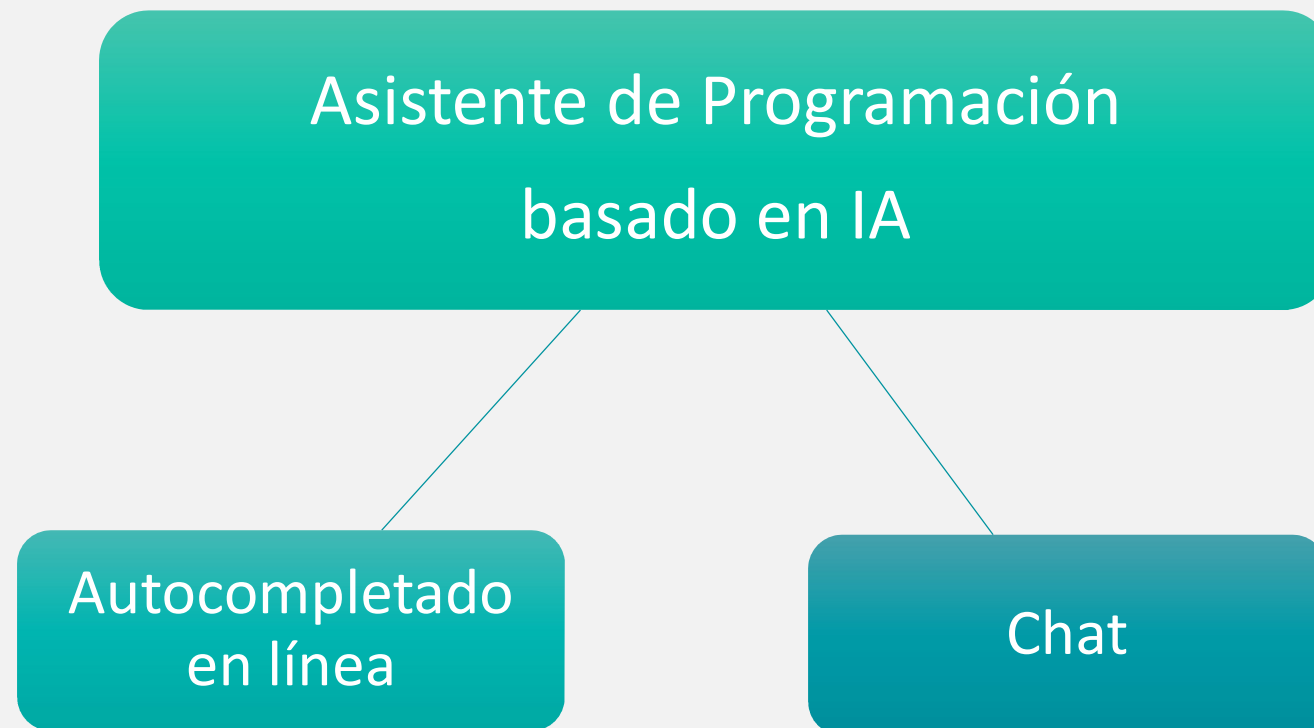 Asistente de Programación
basado en IA
Autocompletado
en línea
Chat